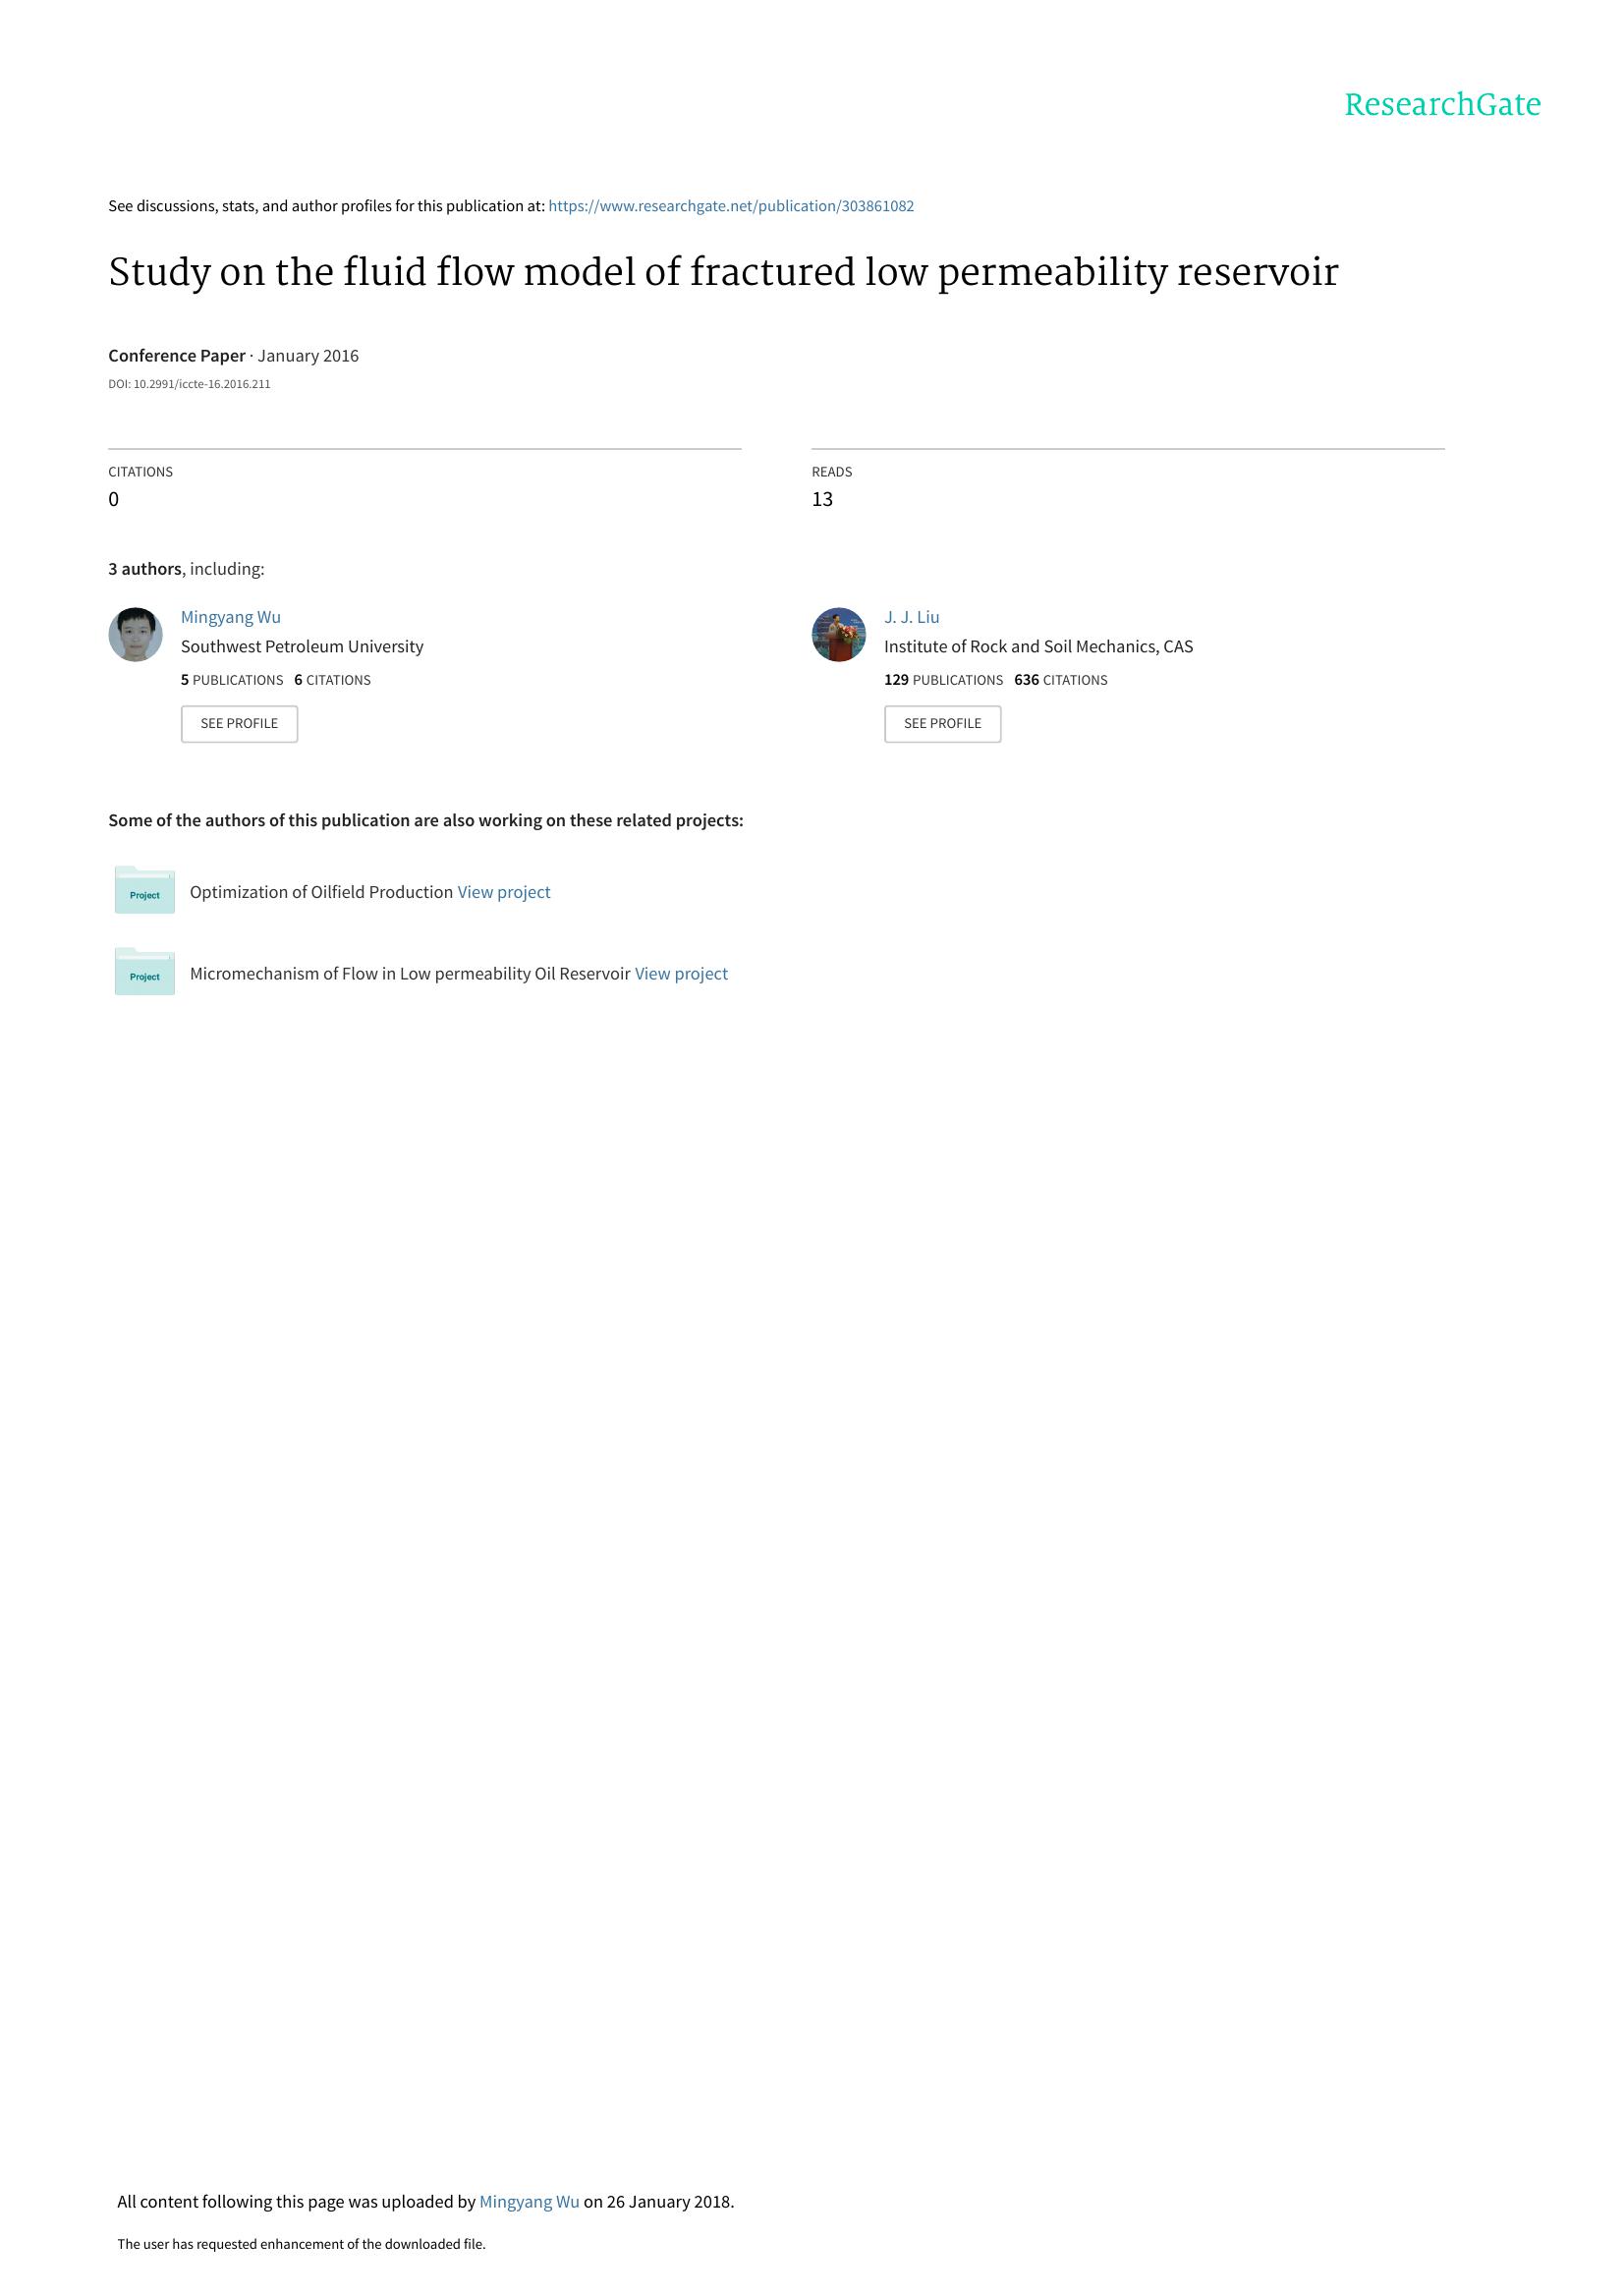 ResearchGate
See discussions, stats, and author profiles for this publication at: https://www.researchgate.net/publication/303861082
Study on the fluid flow model of fractured low permeability reservoir
Conference Paper · January 2016
DOI: 10.2991/iccte-16.2016.211
CITATIONS
0
READS
13
3 authors, including:
Mingyang Wu
Southwest Petroleum University
5 PUBLICATIONS 6 CITATIONS
SEE PROFILE
J. J. Liu
Institute of Rock and Soil Mechanics, CAS
129 PUBLICATIONS 636 CITATIONS
SEE PROFILE
Some of the authors of this publication are also working on these related projects:
Project
Optimization of Oilfield Production View project
Project
Micromechanism of Flow in Low permeability Oil Reservoir View project
All content following this page was uploaded by Mingyang Wu on 26 January 2018.
The user has requested enhancement of the downloaded file.